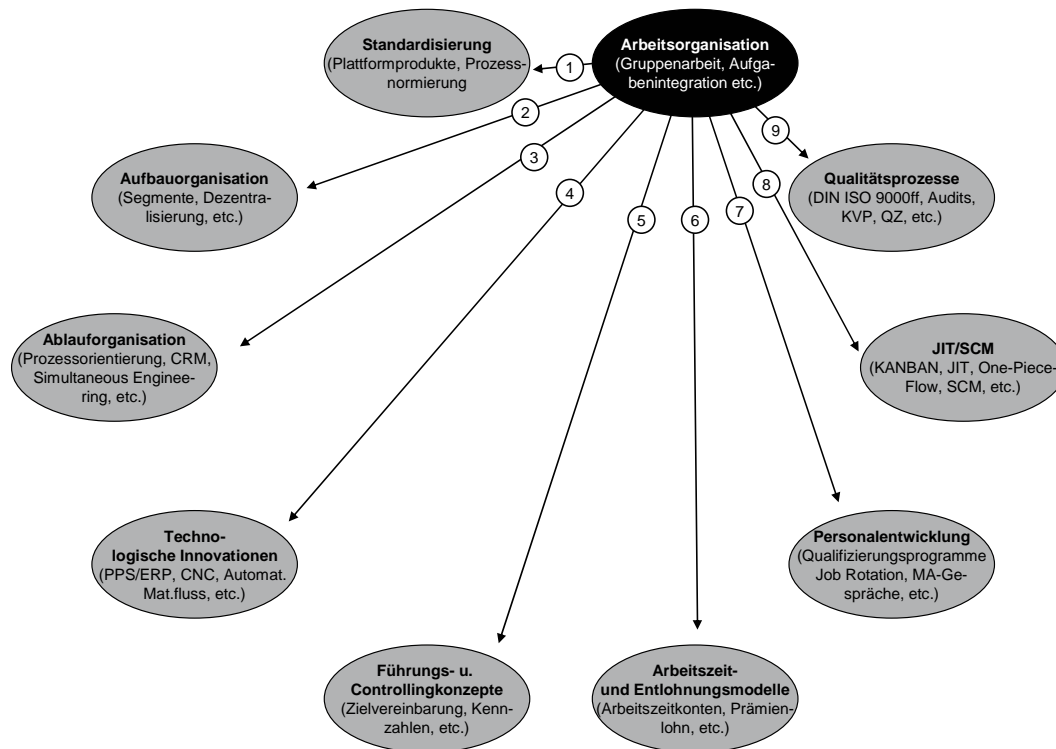 Standardisierung
(Plattformprodukte, Prozess-
normierung
Arbeitsorganisation
(Gruppenarbeit, Aufga-
benintegration etc.)
1
2
3
4
5
6
7
8
9
Aufbauorganisation
(Segmente, Dezentra-
lisierung, etc.)
Qualitätsprozesse
(DIN ISO 9000ff, Audits,
KVP, QZ, etc.)
Ablauforganisation
(Prozessorientierung, CRM,
Simultaneous Enginee-
ring, etc.)
JIT/SCM
(KANBAN, JIT, One-Piece-
Flow, SCM, etc.)
Techno-
logische Innovationen
(PPS/ERP, CNC, Automat.
Mat.fluss, etc.)
Personalentwicklung
(Qualifizierungsprogramme
Job Rotation, MA-Ge-
spräche, etc.)
Führungs- u.
Controllingkonzepte
(Zielvereinbarung, Kenn-
zahlen, etc.)
Arbeitszeit-
und Entlohnungsmodelle
(Arbeitszeitkonten, Prämien-
lohn, etc.)